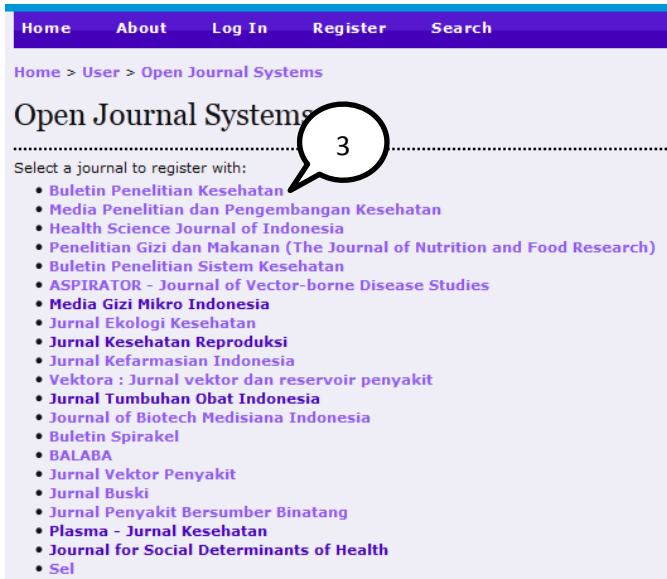 Home About Log In Register Search
Home > User > Open Journal Systems
Open Journal Systems
3
Select a journal to register with:
• Buletin Penelitian Kesehatan
• Media Penelitian dan Pengembangan Kesehatan
• Health Science Journal of Indonesia
• Penelitian Gizi dan Makanan (The Journal of Nutrition and Food Research)
• Buletin Penelitian Sistem Kesehatan
• ASPIRATOR - Journal of Vector-borne Disease Studies
• Media Gizi Mikro Indonesia
• Jurnal Ekologi Kesehatan
• Jurnal Kesehatan Reproduksi
• Jurnal Kefarmasian Indonesia
• Vektora : Jurnal vektor dan reservoir penyakit
• Jurnal Tumbuhan Obat Indonesia
• Journal of Biotech Medisiana Indonesia
• Buletin Spirakel
• BALABA
• Jurnal Vektor Penyakit
• Jurnal Buski
• Jurnal Penyakit Bersumber Binatang
• Plasma - Jurnal Kesehatan
• Journal for Social Determinants of Health
• Sel